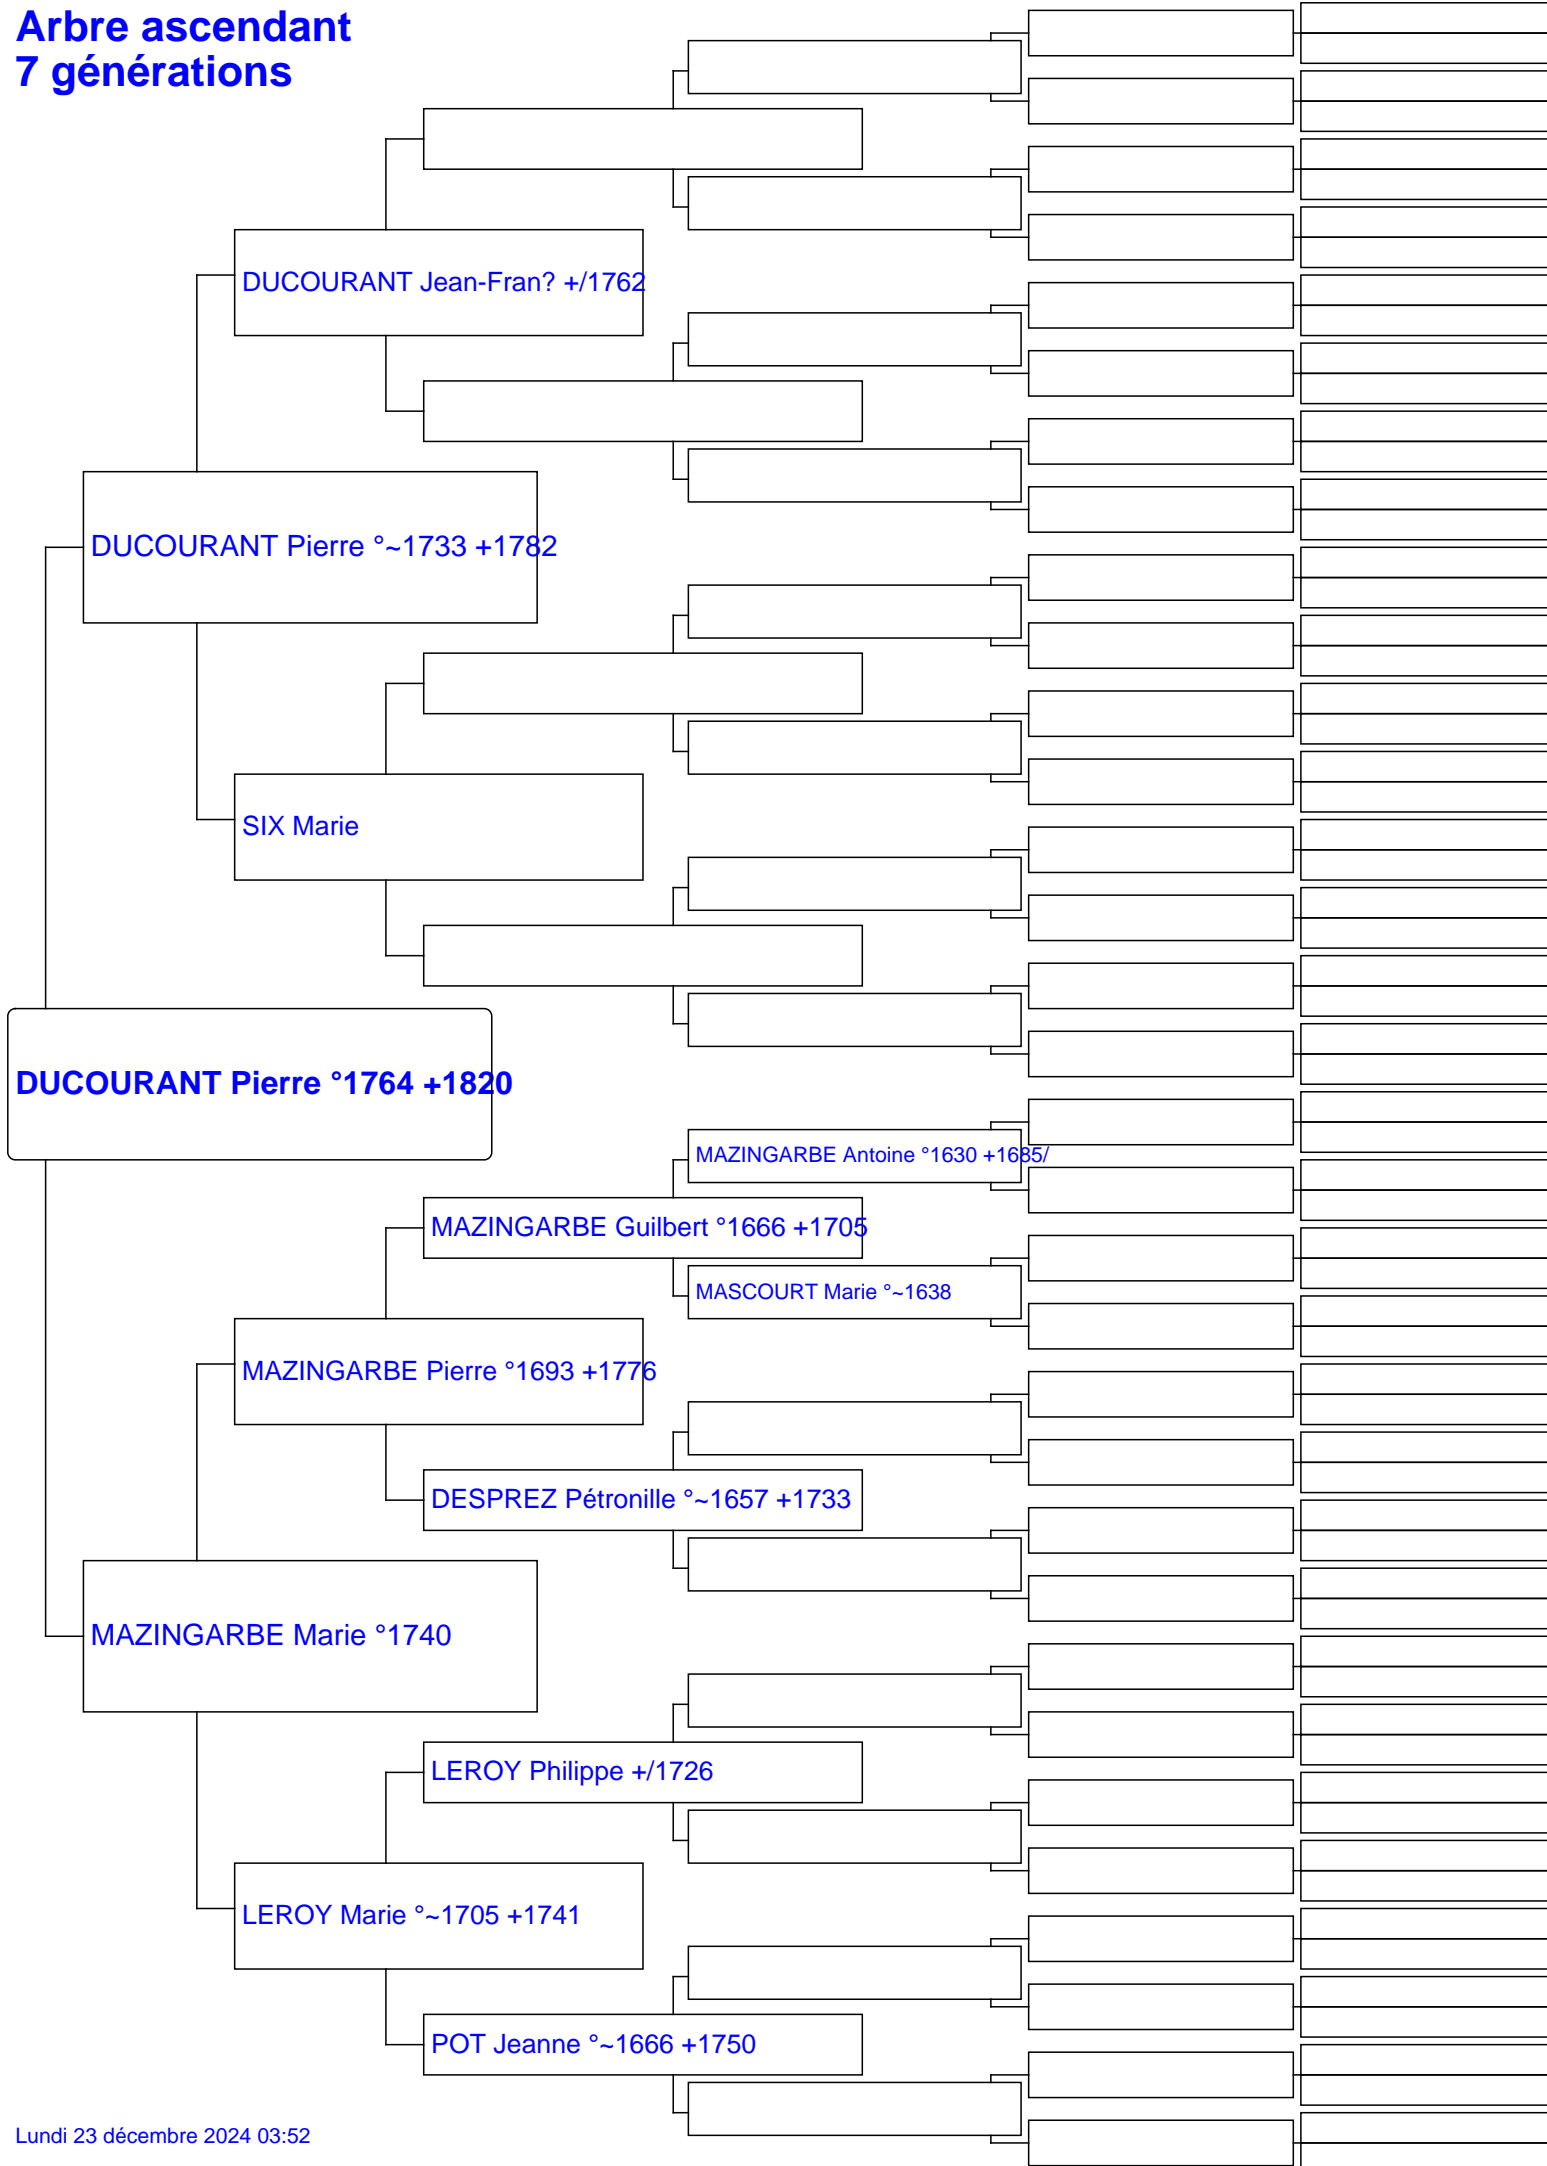 Arbre ascendant
7 générations
DUCOURANT Jean-Fran? +/1762
DUCOURANT Pierre °~1733 +1782
SIX Marie
DUCOURANT Pierre °1764 +1820
MAZINGARBE Antoine °1630 +1685/
MAZINGARBE Guilbert °1666 +1705
MASCOURT Marie °~1638
MAZINGARBE Pierre °1693 +1776
DESPREZ Pétronille °~1657 +1733
MAZINGARBE Marie °1740
LEROY Philippe +/1726
LEROY Marie °~1705 +1741
POT Jeanne °~1666 +1750
Lundi 23 décembre 2024 03:52